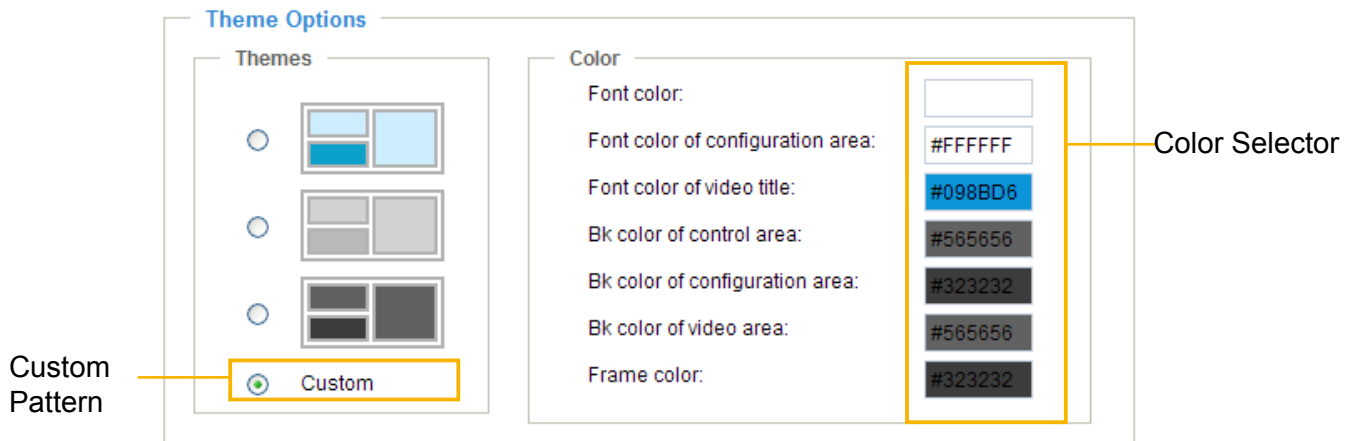 Theme Options
Themes
Custom
Color
Font color:
Font color of configuration area: #FFFFFF
Font color of video title: #098BD6
Bk color of control area: #565656
Bk color of configuration area: #323232
Bk color of video area: #565656
Frame color: #323232
Color Selector
Custom
Pattern